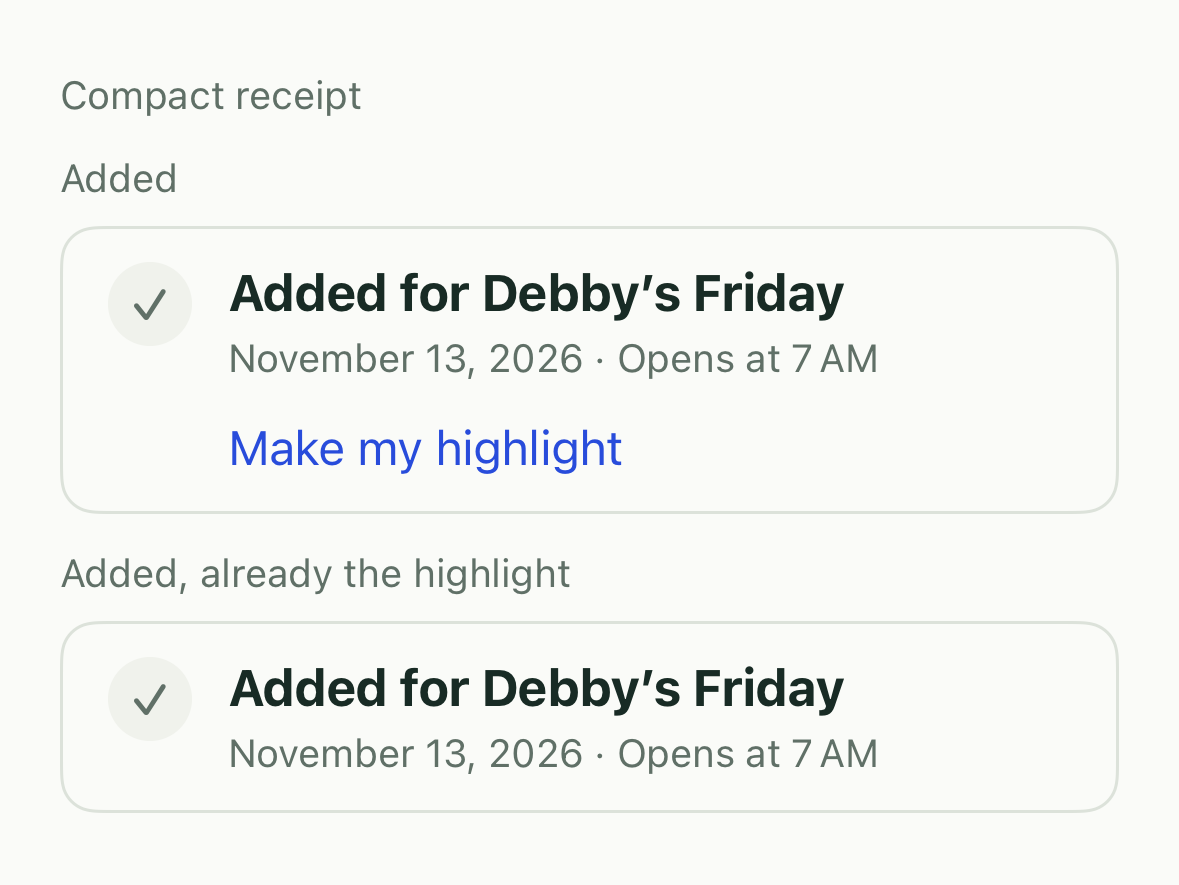 Compact receipt
Added
Added for Debby’s Friday
November 13, 2026 · Opens at 7 AM
Make my highlight
Added, already the highlight
Added for Debby’s Friday
November 13, 2026 · Opens at 7 AM